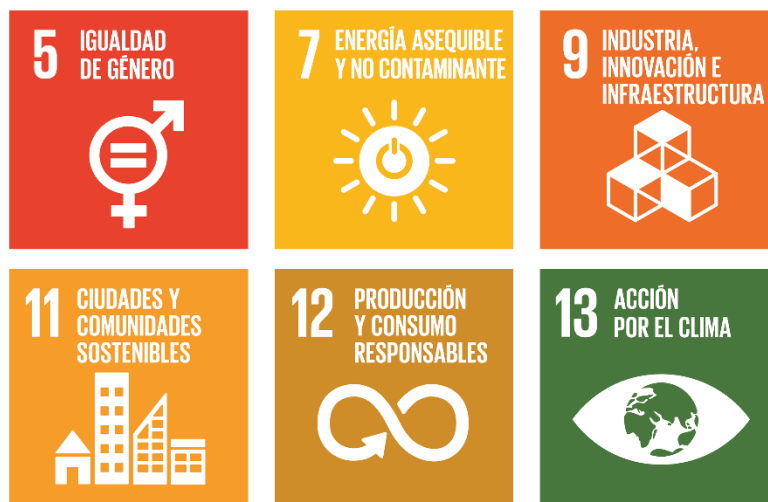 5
IGUALDAD
DE GÉNERO
7
ENERGÍA ASEQUIBLE
Y NO CONTAMINANTE
9
INDUSTRIA,
INNOVACIÓN E
INFRAESTRUCTURA
11
CIUDADES Y
COMUNIDADES
SOSTENIBLES
12
PRODUCCIÓN
Y CONSUMO
RESPONSABLES
13
ACCIÓN
POR EL CLIMA